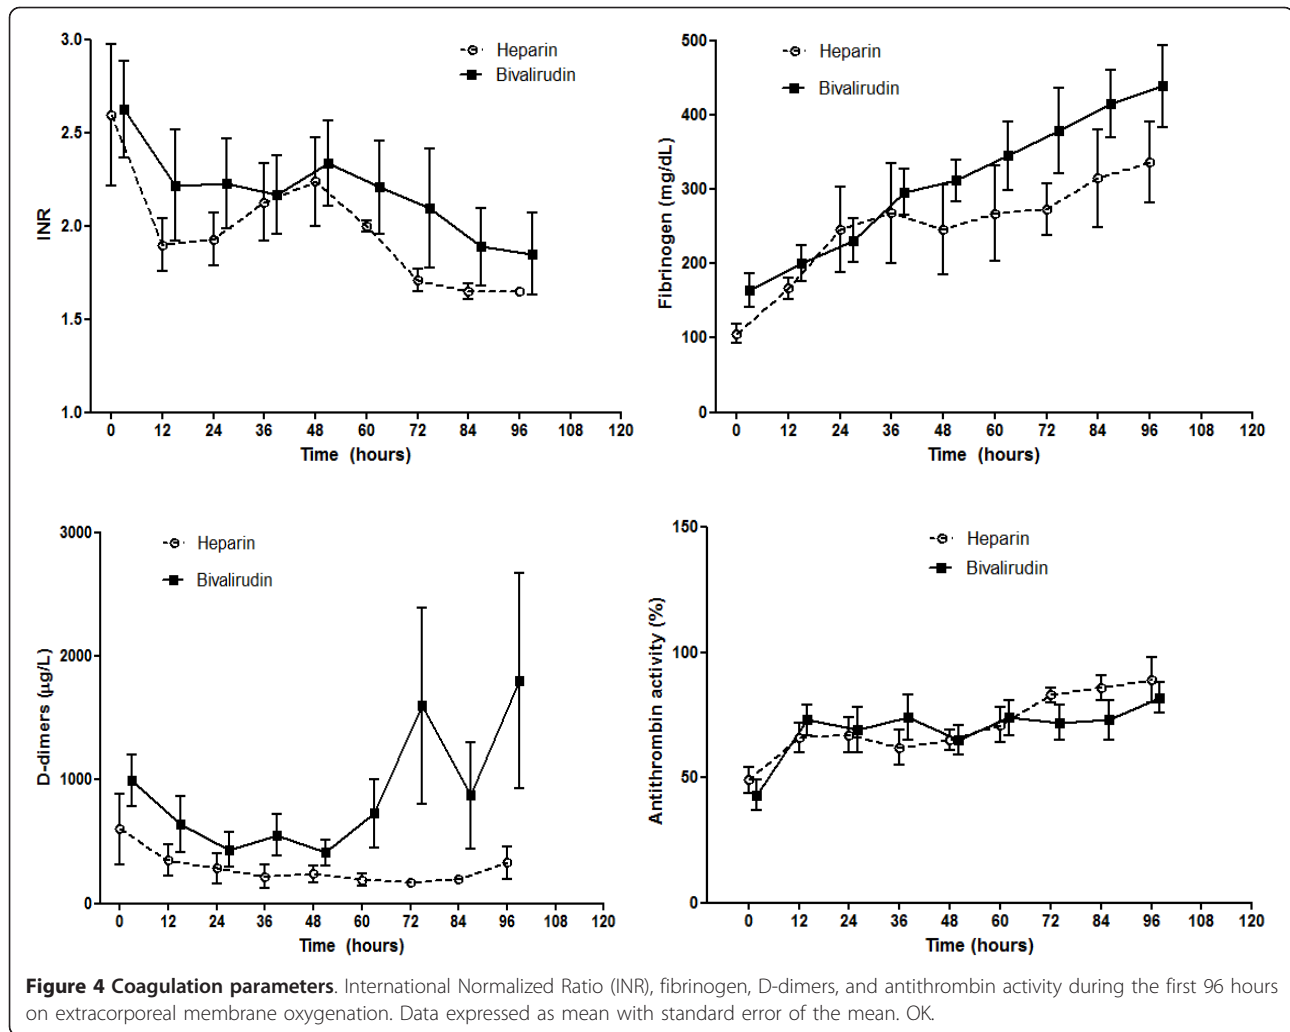 3.0
2.5
2.0
1.5
1.0
INR
Heparin
Bivalirudin
0 12 24 36 48 60 72 84 96 108 120
Time (hours)
500
400
300
200
100
0
Fibrinogen (mg/dL)
Heparin
Bivalirudin
0 12 24 36 48 60 72 84 96 108 120
Time (hours)
3000
2000
1000
0
D-dimers (µg/L)
Heparin
Bivalirudin
0 12 24 36 48 60 72 84 96 108 120
Time (hours)
150
100
50
0
Antithrombin activity (%)
Heparin
Bivalirudin
0 12 24 36 48 60 72 84 96 108 120
Time (hours)
Figure 4 Coagulation parameters. International Normalized Ratio (INR), fibrinogen, D-dimers, and antithrombin activity during the first 96 hours
on extracorporeal membrane oxygenation. Data expressed as mean with standard error of the mean. OK.